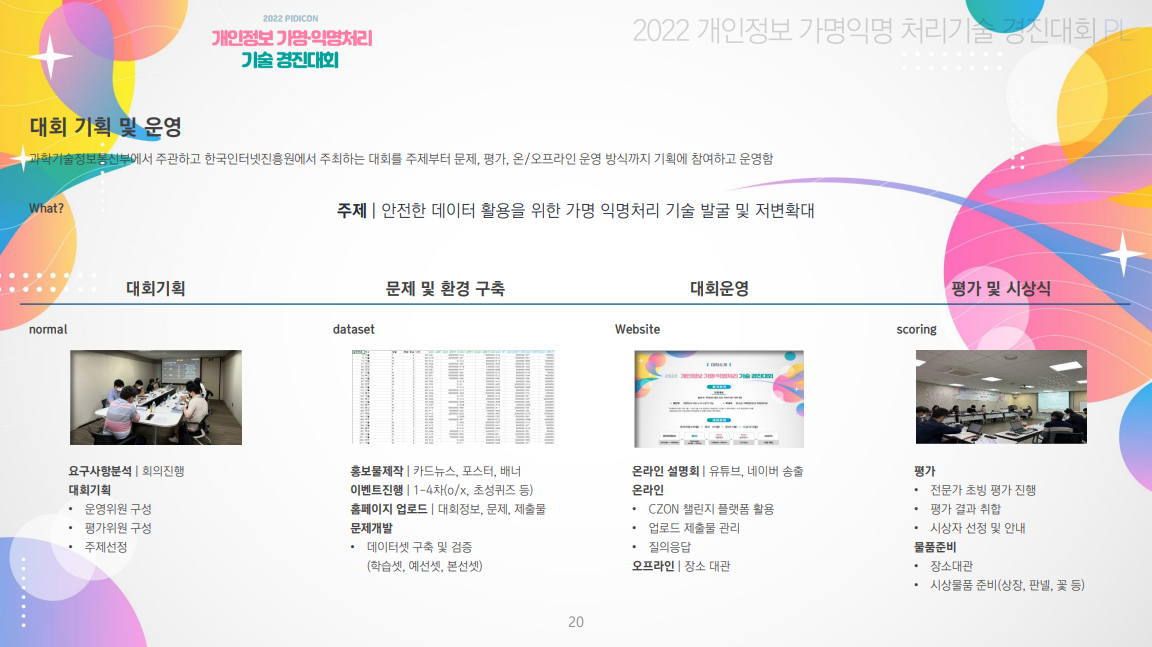 2022 PIDICON
개인정보 가명·익명처리
기술 경진대회
2022 개인정보 가명익명 처리기술 경진대회 PL
대회 기획 및 운영
과학기술정보통신부에서 주관하고 한국인터넷진흥원에서 주최하는 대회를 주제부터 문제, 평가, 온/오프라인 운영 방식까지 기획에 참여하고 운영함
What?
주제 | 안전한 데이터 활용을 위한 가명 익명처리 기술 발굴 및 저변확대
대회기획
문제 및 환경 구축
대회운영
평가 및 시상식
normal
dataset
Website
scoring
개인정보 가명·익명처리 기술 경진대회
요구사항분석 | 회의진행
대회기획
• 운영위원 구성
• 평가위원 구성
• 주제선정
홍보물제작 | 카드뉴스, 포스터, 배너
이벤트진행 | 1-4차(o/x, 초성퀴즈 등)
홈페이지 업로드 | 대회정보, 문제, 제출물
문제개발
• 데이터셋 구축 및 검증
(학습셋, 예선셋, 본선셋)
온라인 설명회 | 유튜브, 네이버 송출
온라인
• CZON 챌린지 플랫폼 활용
• 업로드 제출물 관리
• 질의응답
오프라인 | 장소 대관
평가
• 전문가 초빙 평가 진행
• 평가 결과 취합
• 시상자 선정 및 안내
물품준비
• 장소대관
• 시상물품 준비(상장, 판넬, 꽃 등)
20